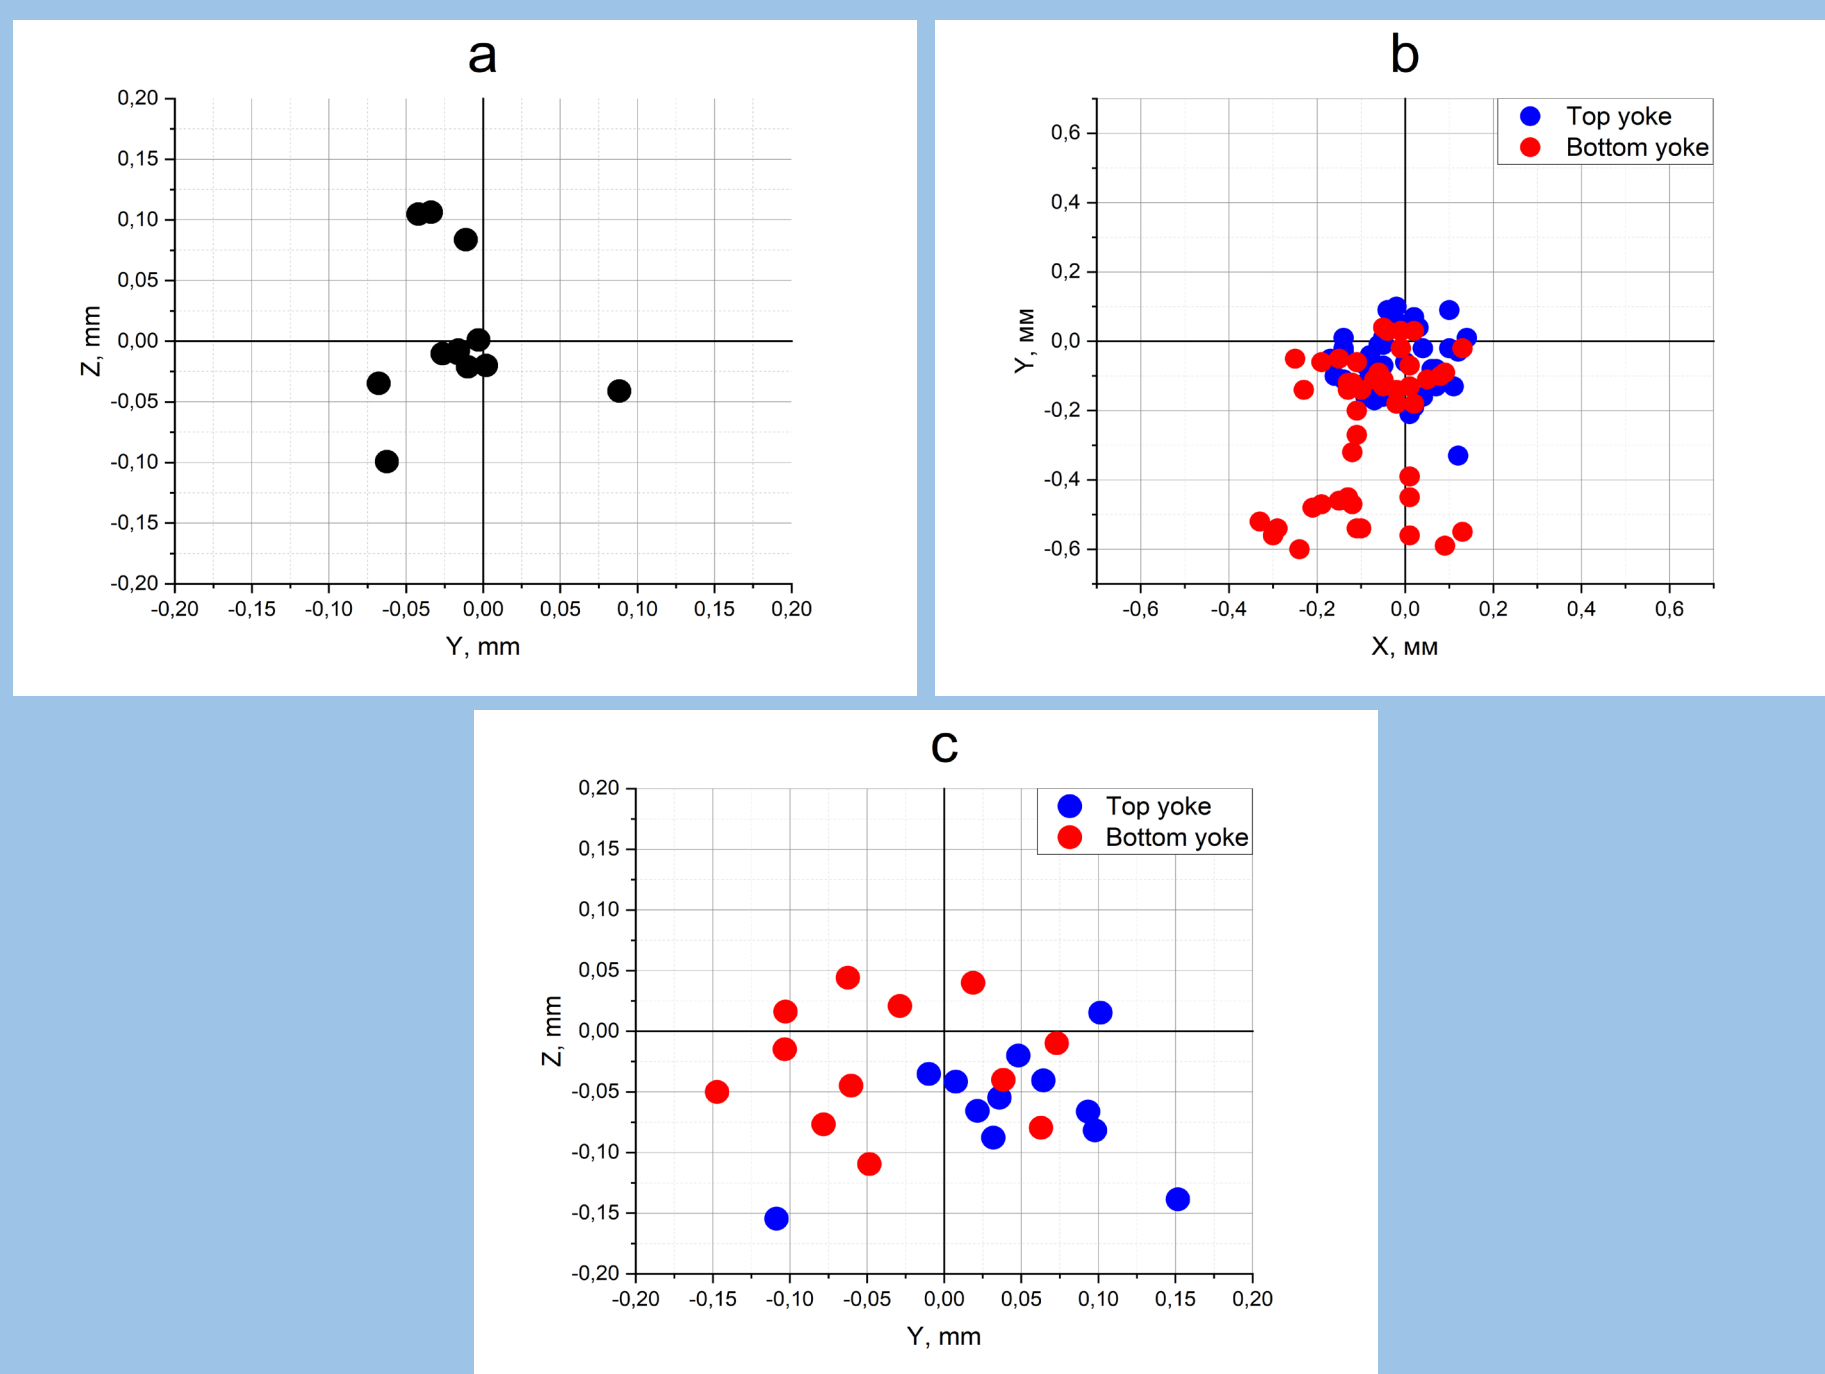 a
0,20
0,15
0,10
0,05
0,00
-0,05
-0,10
-0,15
-0,20
Z, mm
-0,20 -0,15 -0,10 -0,05 0,00 0,05 0,10 0,15 0,20
Y, mm
b
Top yoke
Bottom yoke
0,6
0,4
0,2
0,0
-0,2
-0,4
-0,6
Y, мм
-0,6 -0,4 -0,2 0,0 0,2 0,4 0,6
X, мм
c
Top yoke
Bottom yoke
0,20
0,15
0,10
0,05
0,00
-0,05
-0,10
-0,15
-0,20
Z, mm
-0,20 -0,15 -0,10 -0,05 0,00 0,05 0,10 0,15 0,20
Y, mm